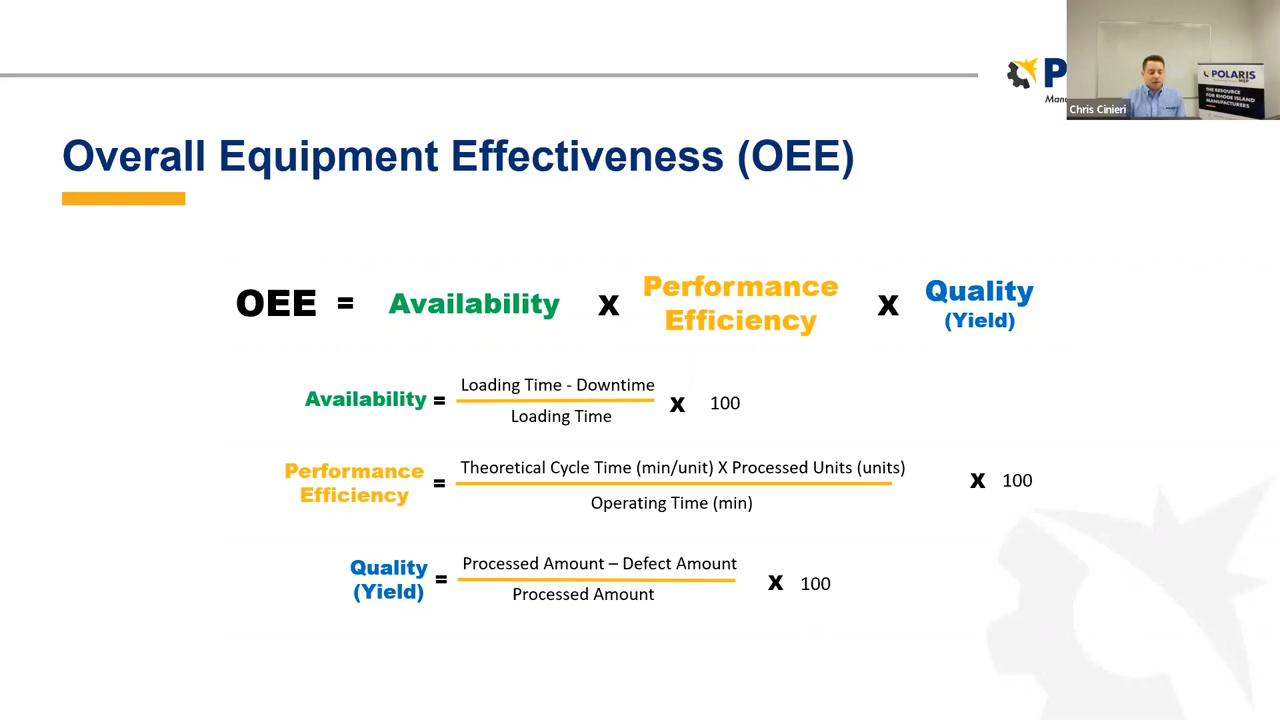 P
Manu
POLARIS
MEP
THE RESOURCE
FOR RHODE ISLAND
MANUFACTURERS
Chris Cinieri
Overall Equipment Effectiveness (OEE)
OEE = Availability X Performance Efficiency X Quality (Yield)
Availability = Loading Time - Downtime X 100
Loading Time
Performance Efficiency = Theoretical Cycle Time (min/unit) X Processed Units (units) X 100
Operating Time (min)
Quality (Yield) = Processed Amount – Defect Amount X 100
Processed Amount